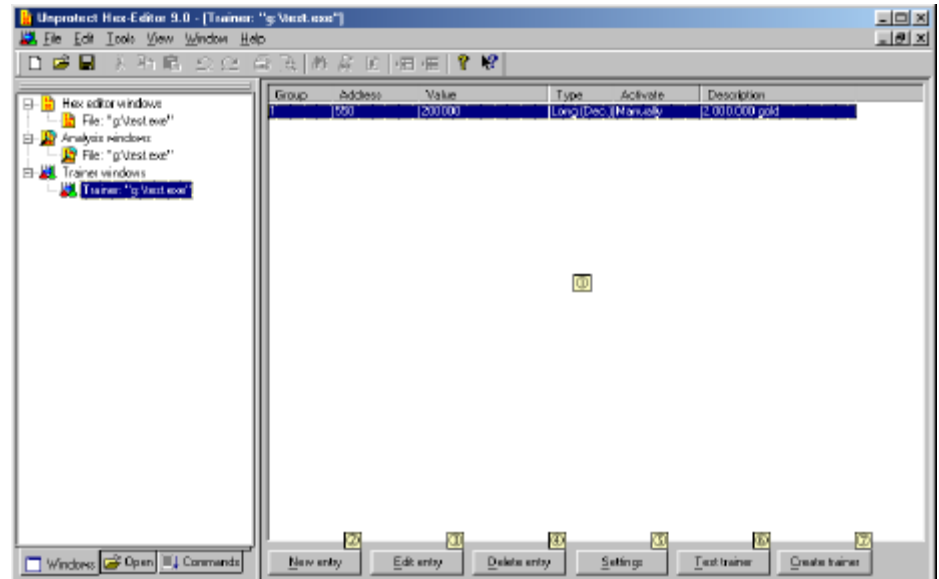 Unprotect Hex-Editor 9.0 - [Trainer: "g:\test.exe"]
File Edit Tools View Window Help
Hex editor windows
File: "g:\test.exe"
Analysis windows
File: "g:\test.exe"
Trainer windows
Trainer: "g:\test.exe"
Group Address Value Type Activate Description
1 550 200000 Long (Dec.) Manually 2.000.000 gold
①
② ③ ④ ⑤ ⑥ ⑦
Windows Open Commands
New entry Edit entry Delete entry Settings Test trainer Create trainer